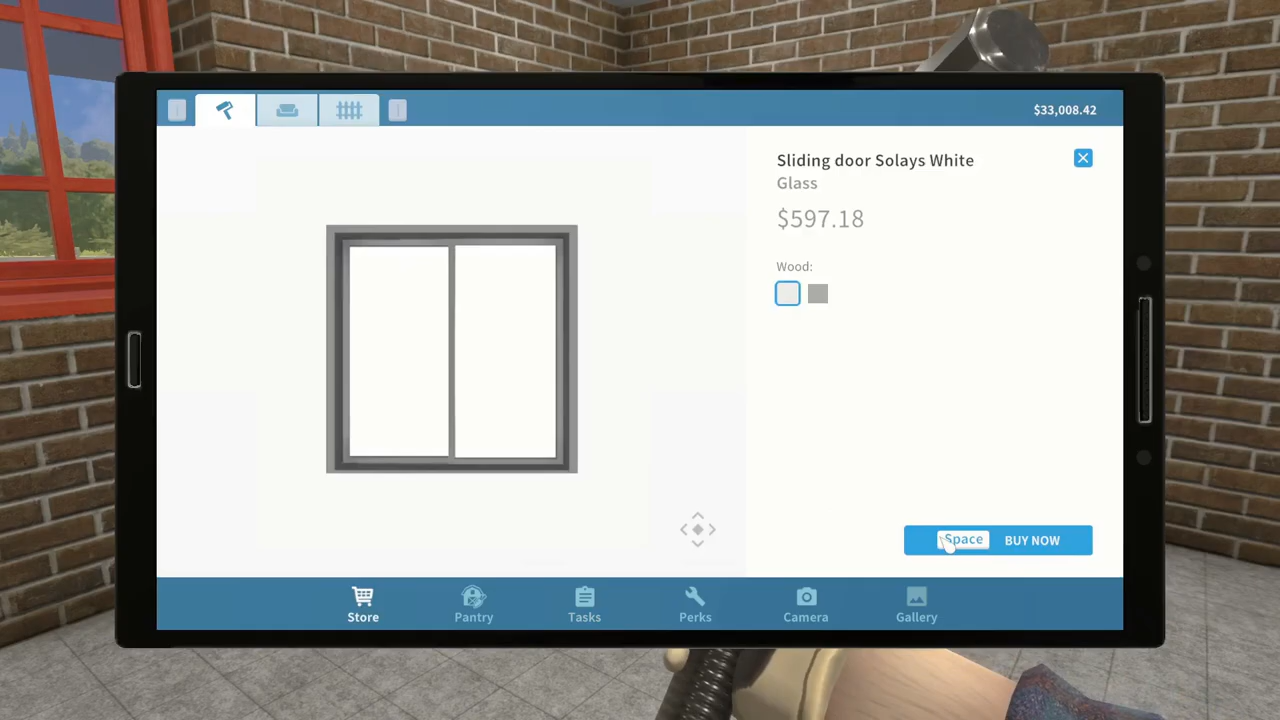 $33,008.42
Sliding door Solays White
Glass
$597.18
Wood:
Space BUY NOW
Store Pantry Tasks Perks Camera Gallery